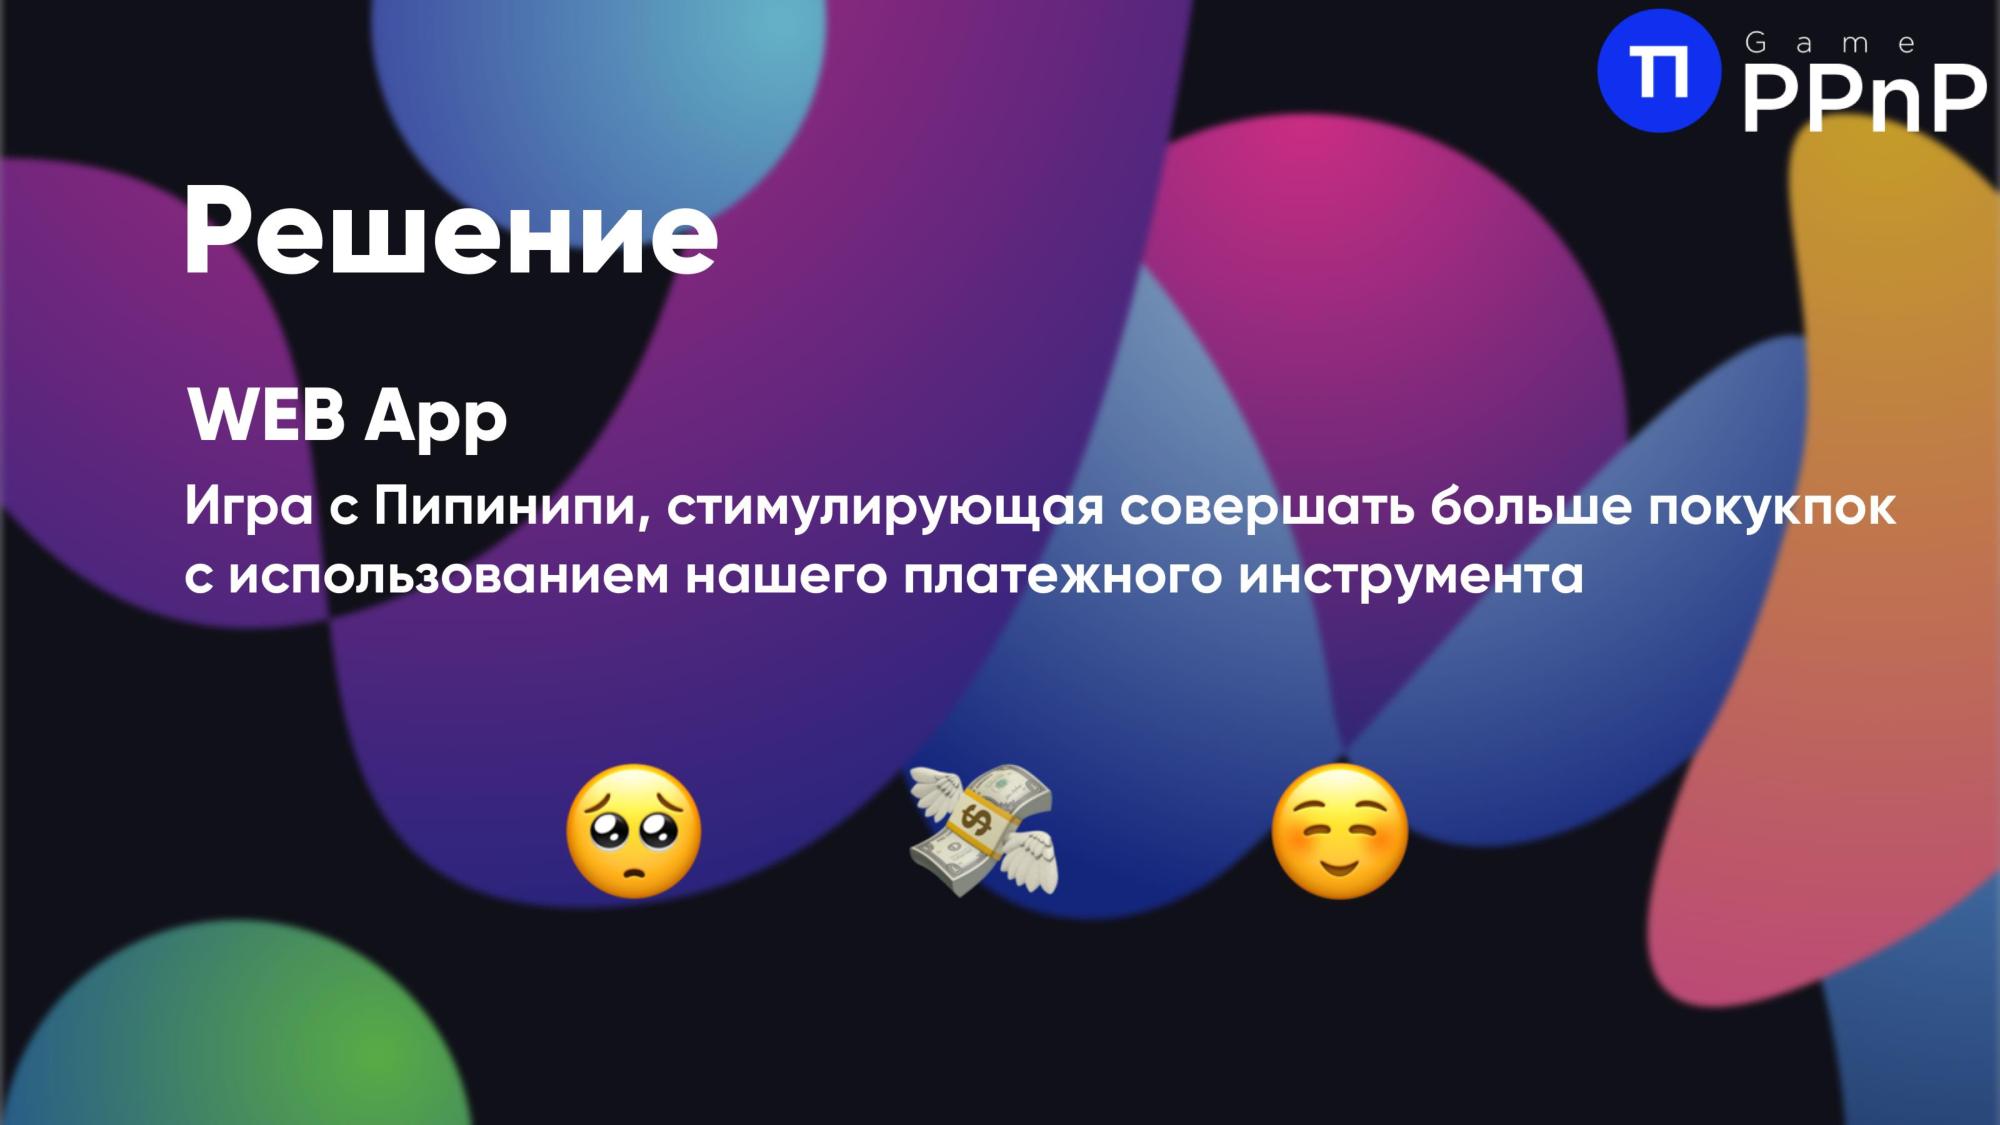 П
Game
PPnP
Решение
WEB App
Игра с Пипинипи, стимулирующая совершать больше покукпок
с использованием нашего платежного инструмента